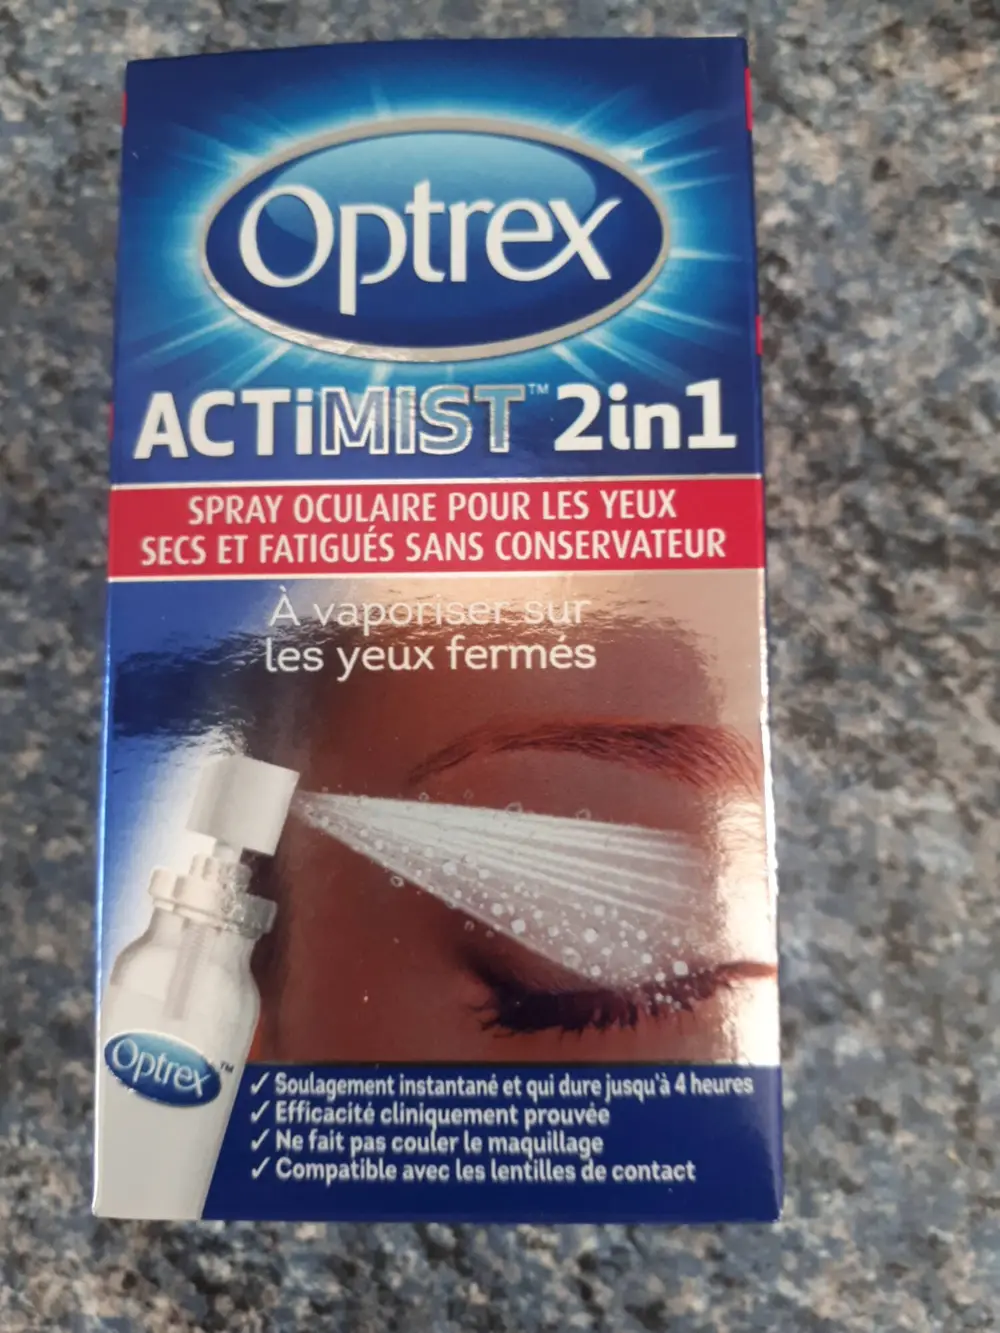 Optrex
ACTiMIST™ 2in1
SPRAY OCULAIRE POUR LES YEUX
SECS ET FATIGUÉS SANS CONSERVATEUR
À vaporiser sur
les yeux fermés
Optrex™
✓ Soulagement instantané et qui dure jusqu'à 4 heures
✓ Efficacité cliniquement prouvée
✓ Ne fait pas couler le maquillage
✓ Compatible avec les lentilles de contact